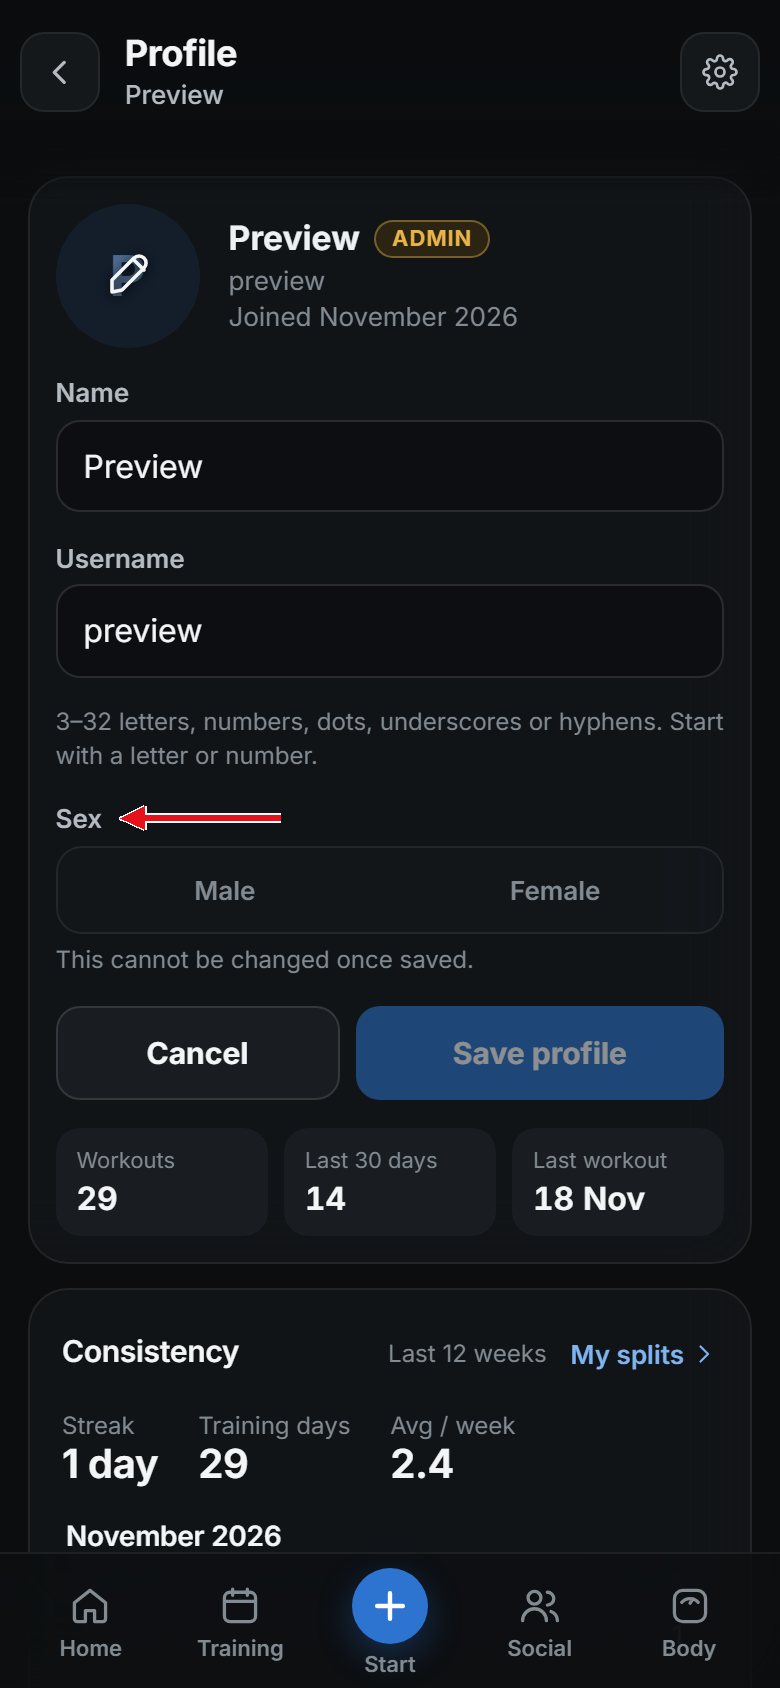 Profile
Preview
Preview ADMIN
preview
Joined November 2026
Name
Preview
Username
preview
3–32 letters, numbers, dots, underscores or hyphens. Start
with a letter or number.
Sex
Male Female
This cannot be changed once saved.
Cancel Save profile
Workouts Last 30 days Last workout
29 14 18 Nov
Consistency Last 12 weeks My splits
Streak Training days Avg / week
1 day 29 2.4
November 2026
Home Training Start Social Body